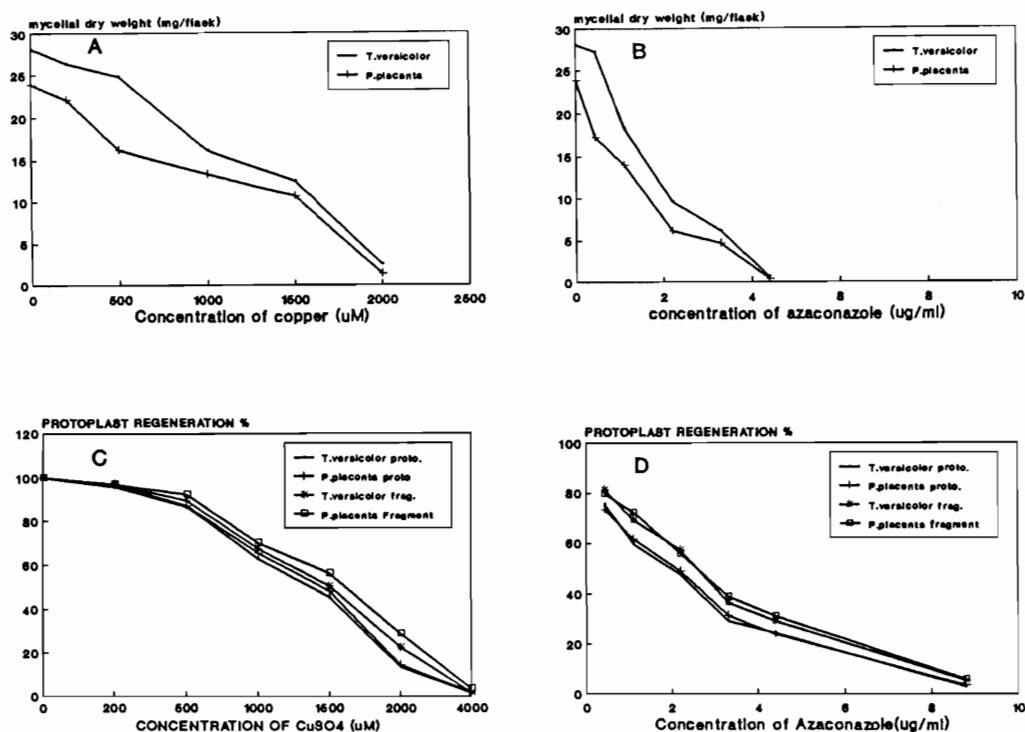 mycelial dry weight (mg/flask)
A
T.versicolor
P.placenta
30
25
20
15
10
5
0
0 500 1000 1500 2000 2500
Concentration of copper (uM)
mycelial dry weight (mg/flask)
B
T.versicolor
P.placenta
30
25
20
15
10
5
0
0 2 4 6 8 10
concentration of azaconazole (ug/ml)
PROTOPLAST REGENERATION %
C
T.versicolor proto.
P.placenta proto
T.versicolor frag.
P.placenta Fragment
120
100
80
60
40
20
0
0 200 600 1000 1600 2000 4000
CONCENTRATION OF CuSO4 (uM)
PROTOPLAST REGENERATION %
D
T.versicolor proto.
P.placenta proto.
T.versicolor frag.
P.placenta fragment
100
80
60
40
20
0
0 2 4 6 8 10
Concentration of Azaconazole(ug/ml)